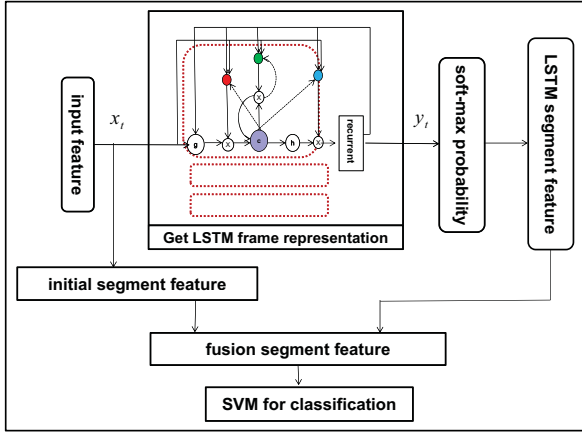 input feature
x_t
g
x
x
c
h
x
recurrent
Get LSTM frame representation
y_t
soft-max probability
LSTM segment feature
initial segment feature
fusion segment feature
SVM for classification